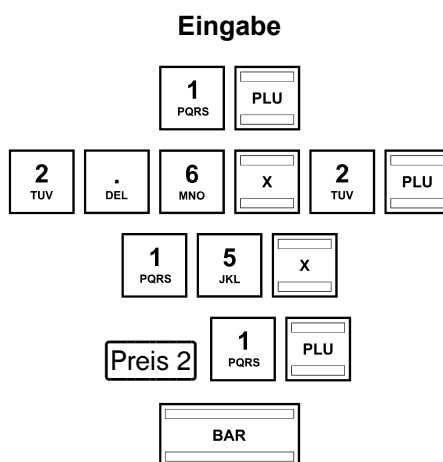 Eingabe
1 PLU
PQRS
2 . 6 X 2 PLU
TUV DEL MNO TUV
1 5 X
PQRS JKL
Preis 2 1 PLU
PQRS
BAR